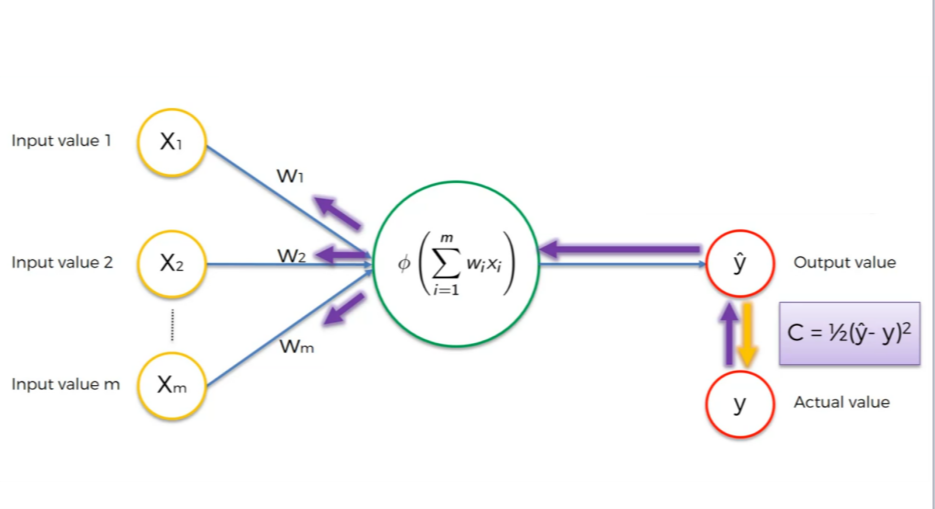 Input value 1
X₁
W₁
Input value 2
X₂
W₂
ϕ(∑ᵢ₌₁ᵐ wᵢxᵢ)
ŷ
Output value
C = ½(ŷ- y)²
Input value m
Xₘ
Wₘ
y
Actual value